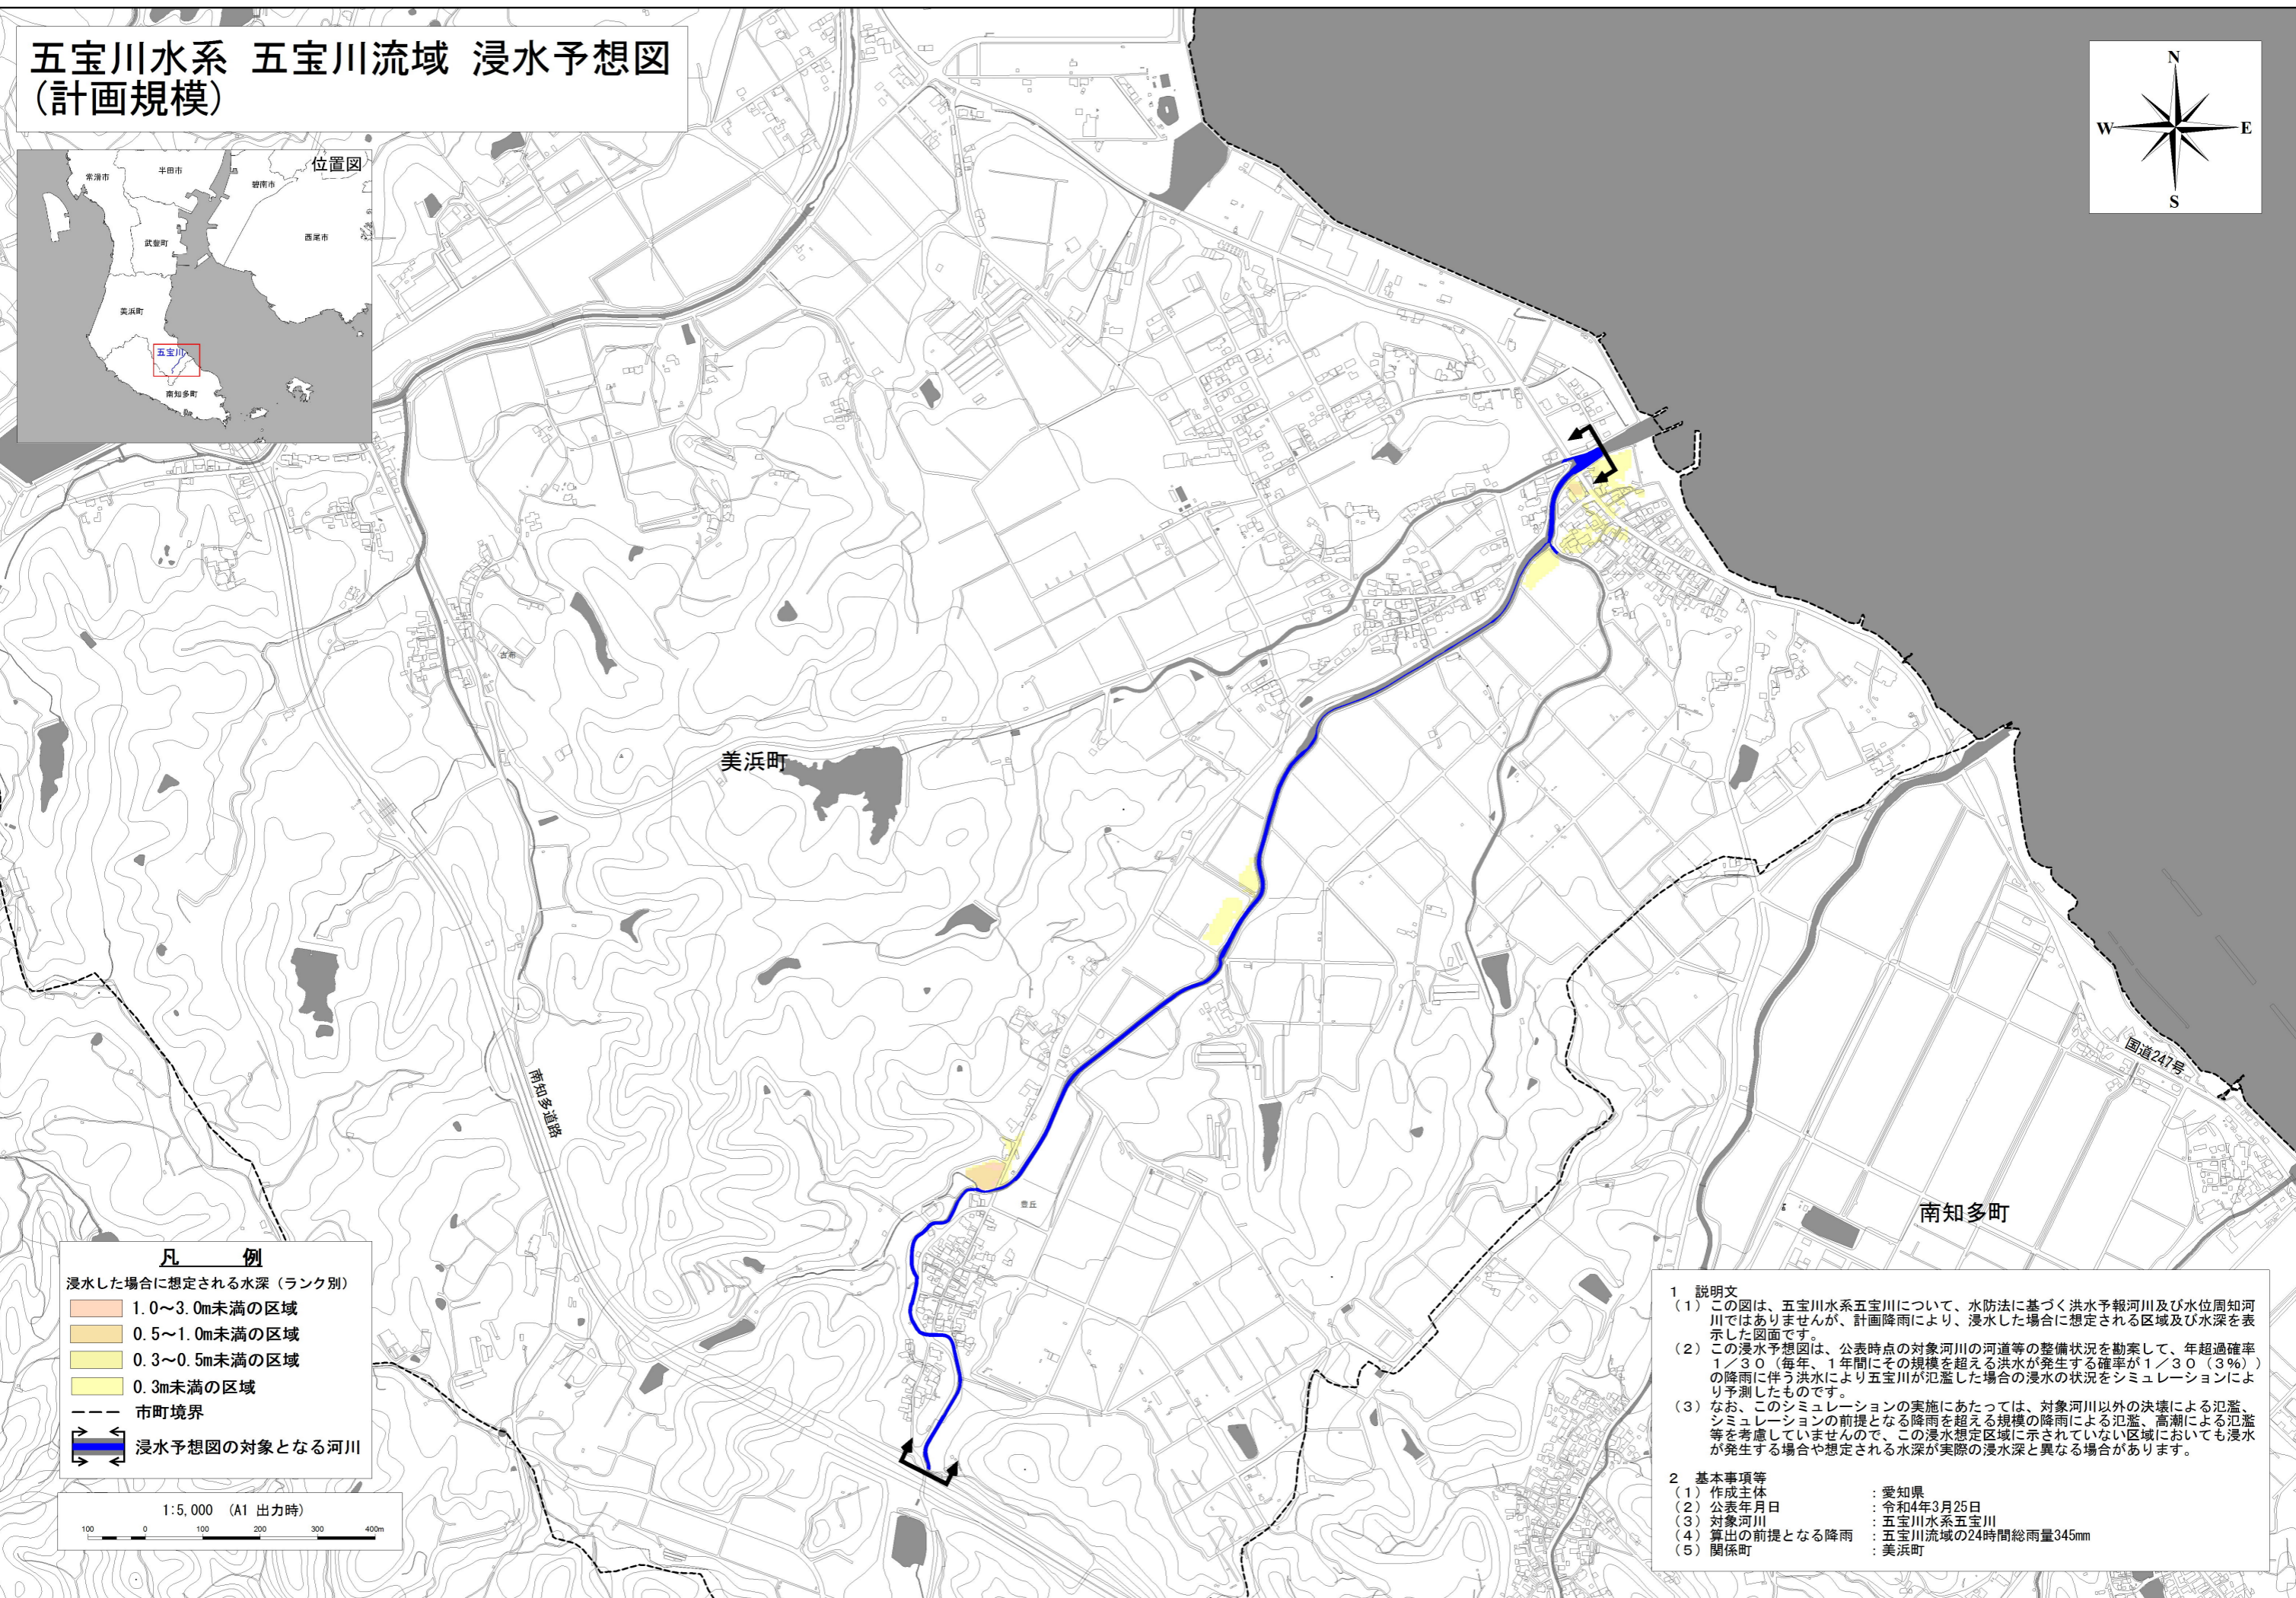 五宝川水系 五宝川流域 浸水予想図
(計画規模)
N
W
E
S
位置図
常滑市
半田市
碧南市
武豊町
西尾市
美浜町
五宝川
南知多町
古布
美浜町
南知多道路
豊丘
国道247号
南知多町
凡 例
浸水した場合に想定される水深（ランク別）
1.0～3.0m未満の区域
0.5～1.0m未満の区域
0.3～0.5m未満の区域
0.3m未満の区域
市町境界
浸水予想図の対象となる河川
1:5,000 （A1 出力時）
100 0 100 200 300 400m
1 説明文
（1）この図は、五宝川水系五宝川について、水防法に基づく洪水予報河川及び水位周知河
川ではありませんが、計画降雨により、浸水した場合に想定される区域及び水深を表
示した図面です。
（2）この浸水予想図は、公表時点の対象河川の河道等の整備状況を勘案して、年超過確率
1／30（毎年、1年間にその規模を超える洪水が発生する確率が1／30（3%））
の降雨に伴う洪水により五宝川が氾濫した場合の浸水の状況をシミュレーションによ
り予測したものです。
（3）なお、このシミュレーションの実施にあたっては、対象河川以外の決壊による氾濫、
シミュレーションの前提となる降雨を超える規模の降雨による氾濫、高潮による氾濫
等を考慮していませんので、この浸水想定区域に示されていない区域においても浸水
が発生する場合や想定される水深が実際の浸水深と異なる場合があります。
2 基本事項等
（1）作成主体 ：愛知県
（2）公表年月日 ：令和4年3月25日
（3）対象河川 ：五宝川水系五宝川
（4）算出の前提となる降雨 ：五宝川流域の24時間総雨量345mm
（5）関係町 ：美浜町